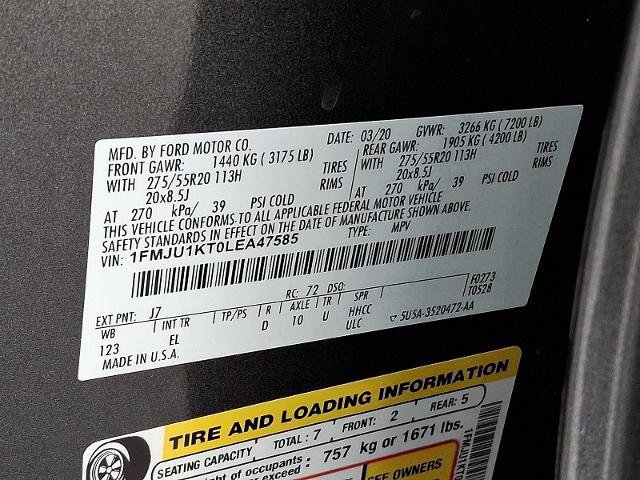 MFD. BY FORD MOTOR CO.
DATE: 03/20 GVWR: 3266 KG ( 7200 LB)
FRONT GAWR: 1440 KG ( 3175 LB) REAR GAWR: 1905 KG ( 4200 LB)
WITH 275/55R20 113H TIRES WITH 275/55R20 113H TIRES
20x8.5J RIMS 20x8.5J RIMS
AT 270 kPa/ 39 PSI COLD AT 270 kPa/ 39 PSI COLD
THIS VEHICLE CONFORMS TO ALL APPLICABLE FEDERAL MOTOR VEHICLE
SAFETY STANDARDS IN EFFECT ON THE DATE OF MANUFACTURE SHOWN ABOVE.
VIN: 1FMJU1KT0LEA47585 TYPE: MPV
F0273
EXT PNT: J7 RC: 72 DSO: T0528
WB INT TR TP/PS R AXLE TR SPR
123 EL D 10 U HHCC
ULC ▽ 5U5A-3520472-AA
MADE IN U.S.A.
TIRE AND LOADING INFORMATION
SEATING CAPACITY TOTAL : 7 FRONT: 2 REAR: 5
weight of occupants : 757 kg or 1671 lbs.
exceed :
SEE OWNERS